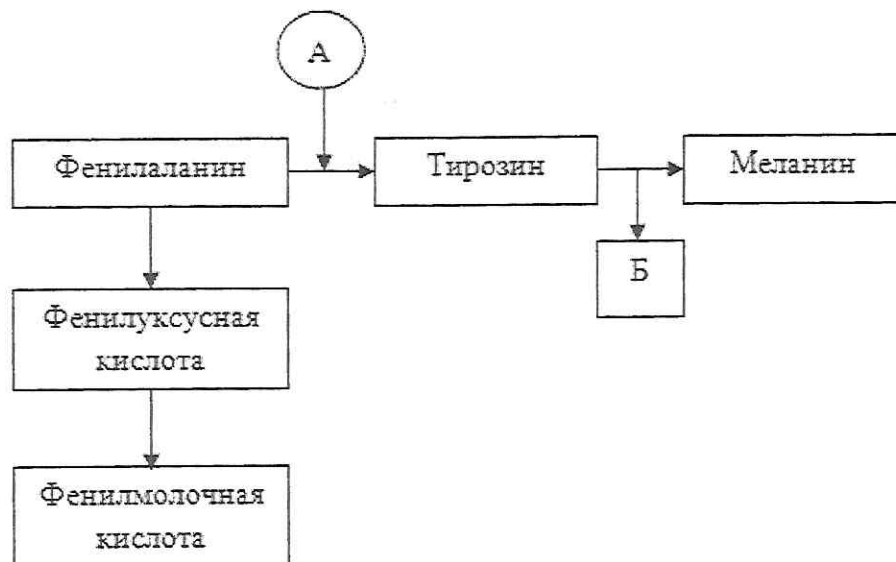 А
Фенилаланин
Тирозин
Меланин
Б
Фенилуксусная
кислота
Фенилмолочная
кислота